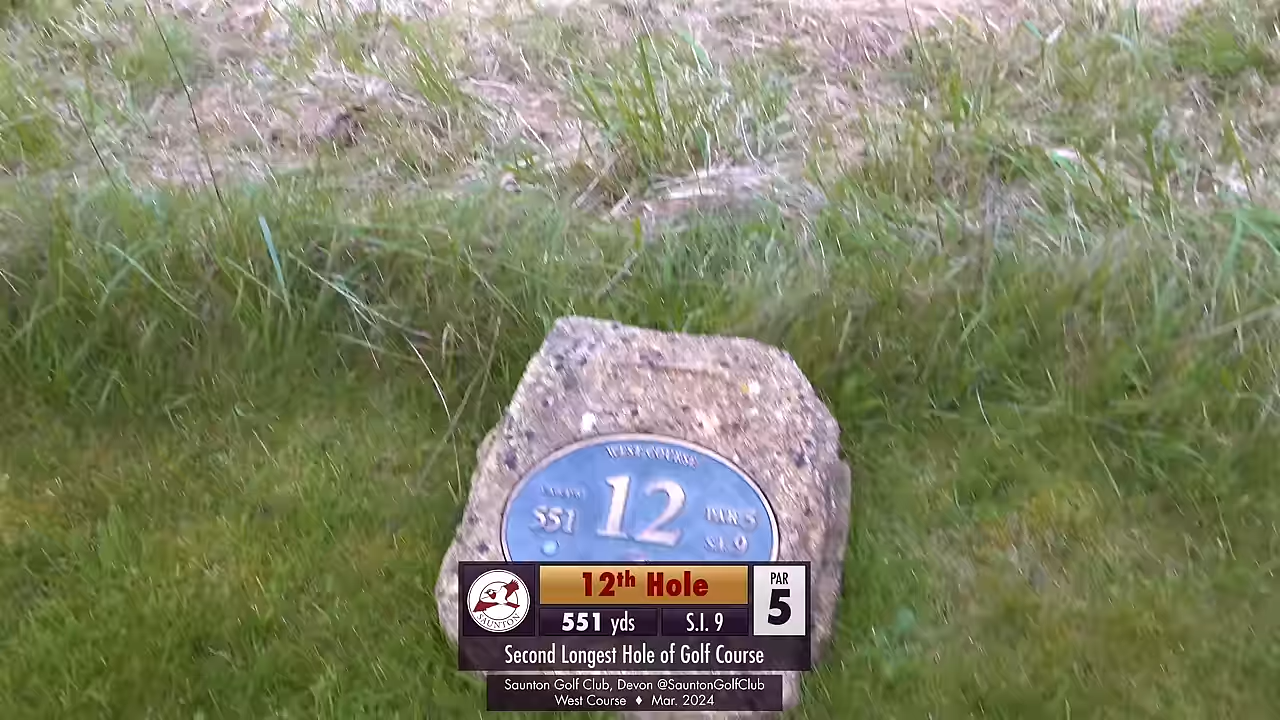 WEST COURSE
12
551
PAR 5
S.I. 9
SAUNTON
12th Hole
PAR
5
551 yds
S.I. 9
Second Longest Hole of Golf Course
Saunton Golf Club, Devon @SauntonGolfClub
West Course ♦ Mar. 2024